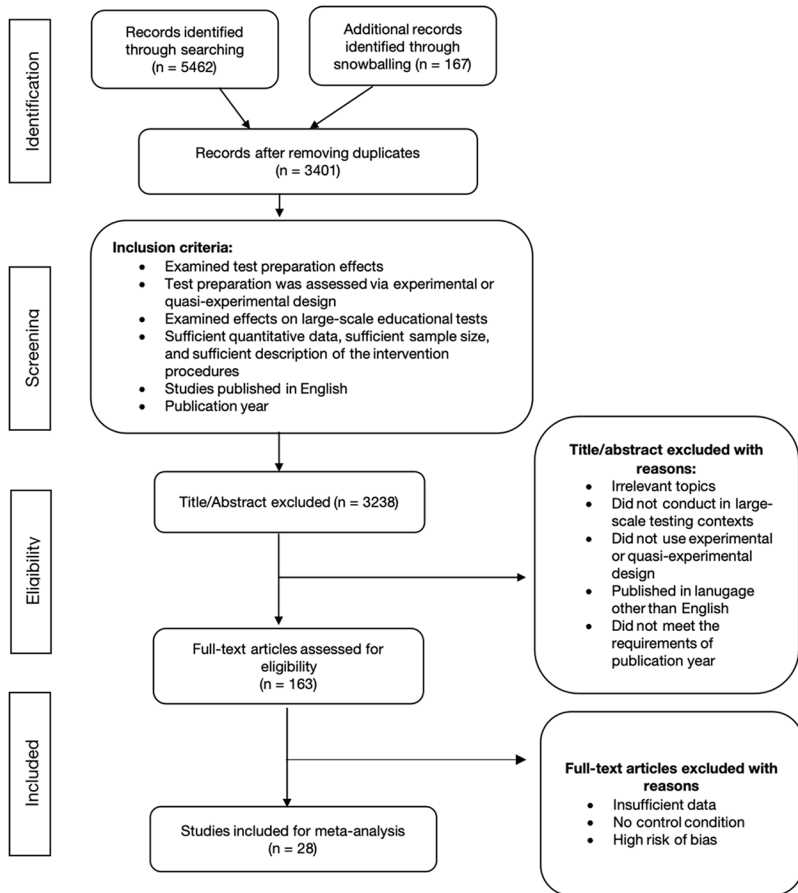 Identification
Records identified
through searching
(n = 5462)
Additional records
identified through
snowballing (n = 167)
Records after removing duplicates
(n = 3401)
Screening
Inclusion criteria:
• Examined test preparation effects
• Test preparation was assessed via experimental or
quasi-experimental design
• Examined effects on large-scale educational tests
• Sufficient quantitative data, sufficient sample size,
and sufficient description of the intervention
procedures
• Studies published in English
• Publication year
Eligibility
Title/Abstract excluded (n = 3238)
Title/abstract excluded with
reasons:
• Irrelevant topics
• Did not conduct in large-
scale testing contexts
• Did not use experimental
or quasi-experimental
design
• Published in lanugage
other than English
• Did not meet the
requirements of
publication year
Full-text articles assessed for
eligibility
(n = 163)
Included
Full-text articles excluded with
reasons
• Insufficient data
• No control condition
• High risk of bias
Studies included for meta-analysis
(n = 28)